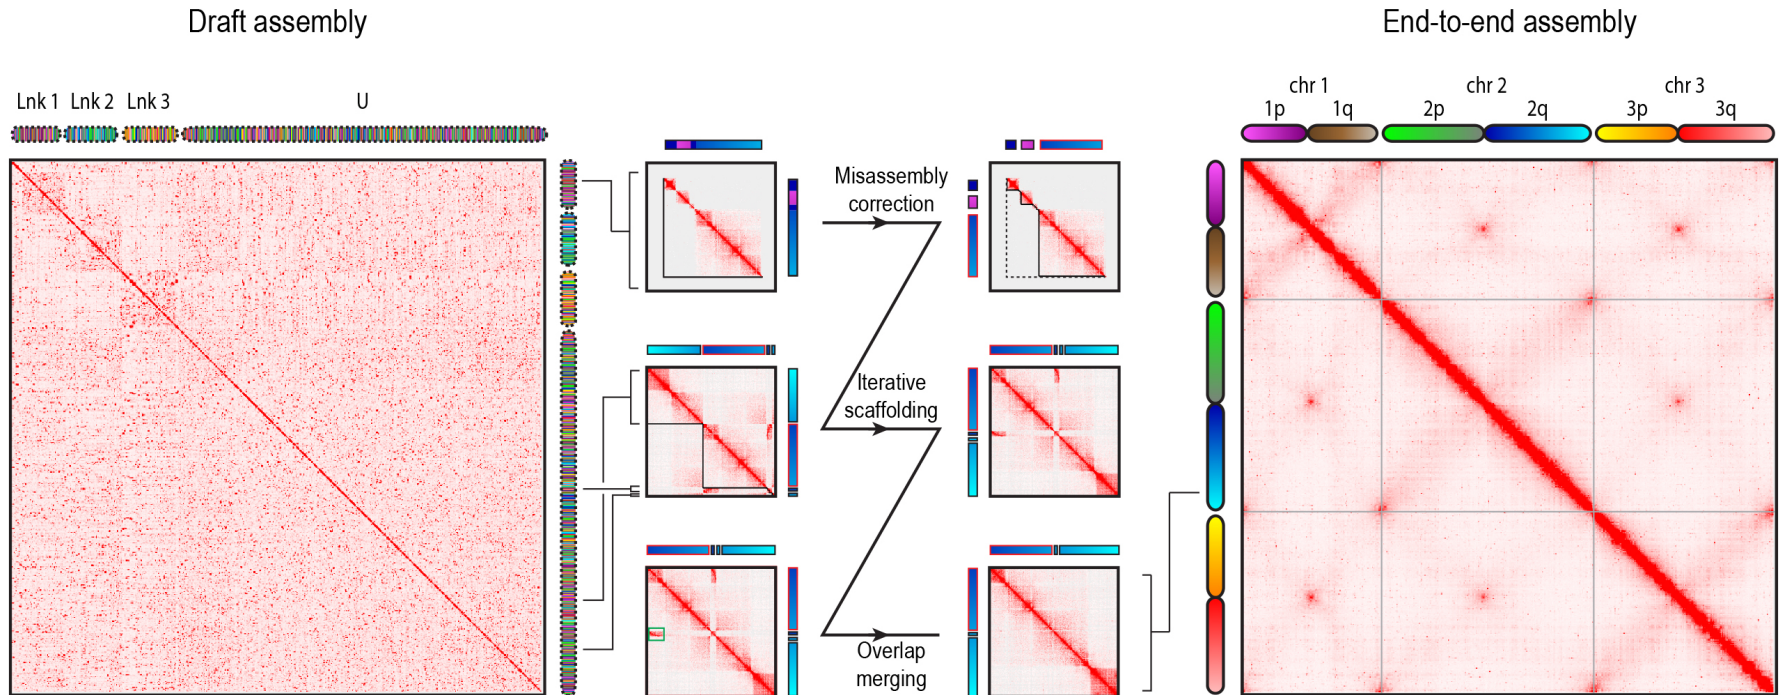 Draft assembly
End-to-end assembly
Lnk 1 Lnk 2 Lnk 3 U
chr 1 chr 2 chr 3
1p 1q 2p 2q 3p 3q
Misassembly
correction
Iterative
scaffolding
Overlap
merging